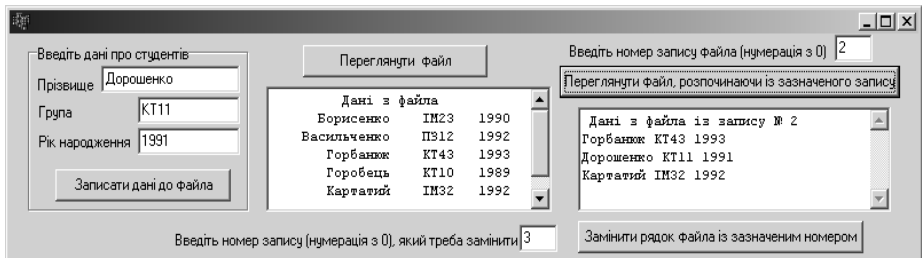 Введіть дані про студентів
Прізвище Дорошенко
Група КТ11
Рік народження 1991
Записати дані до файла
Переглянути файл
Дані з файла
Борисенко ІМ23 1990
Васильченко ПЗ12 1992
Горбанюк КТ43 1993
Горобець КТ10 1989
Картатий ІМ32 1992
Введіть номер запису файла (нумерація з 0) 2
Переглянути файл, розпочинаючи із зазначеного запису
Дані з файла із запису № 2
Горбанюк КТ43 1993
Дорошенко КТ11 1991
Картатий ІМ32 1992
Введіть номер запису (нумерація з 0), який треба замінити 3
Замінити рядок файла із зазначеним номером